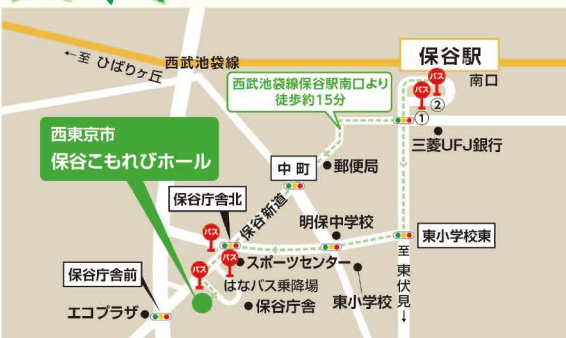 ←至 ひばりヶ丘
西武池袋線
保谷駅
南口
バス
バス
①
②
西武池袋線保谷駅南口より
徒歩約15分
三菱UFJ銀行
西東京市
保谷こもれびホール
中町
郵便局
保谷庁舎北
保谷新道
明保中学校
東小学校東
バス
バス
スポーツセンター
至東伏見↓
保谷庁舎前
バス
はなバス乗降場
東小学校
エコプラザ
保谷庁舎